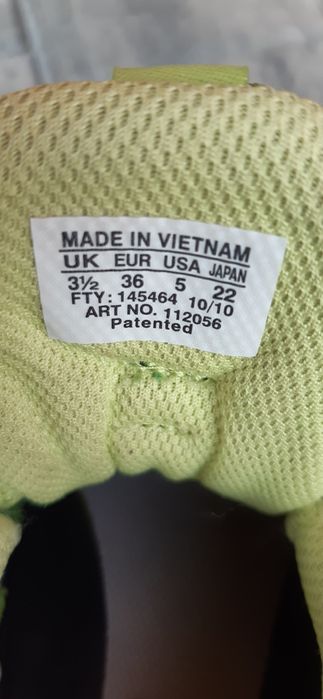 MADE IN VIETNAM
UK EUR USA JAPAN
3½ 36 5 22
FTY: 145464 10/10
ART NO. 112056
Patented